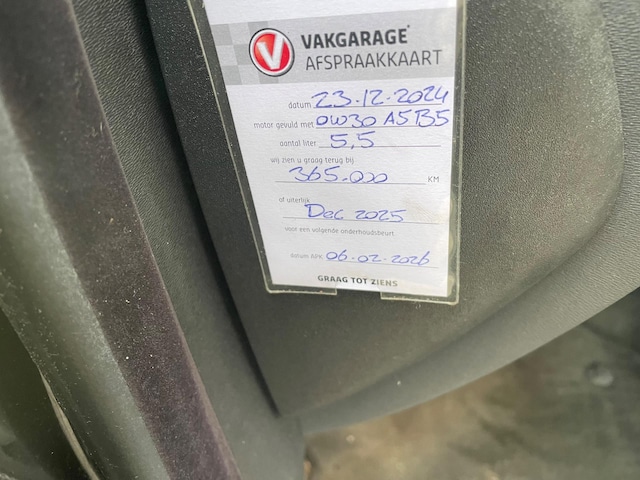 VAKGARAGE
AFSPRAAKKAART
datum 23-12-2024
motor gevuld met 0W30 A5B5
aantal liter 5,5
wij zien u graag terug bij
365.000 KM
of uiterlijk
Dec 2025
voor een volgende onderhoudsbeurt
datum APK 06-02-2026
GRAAG TOT ZIENS